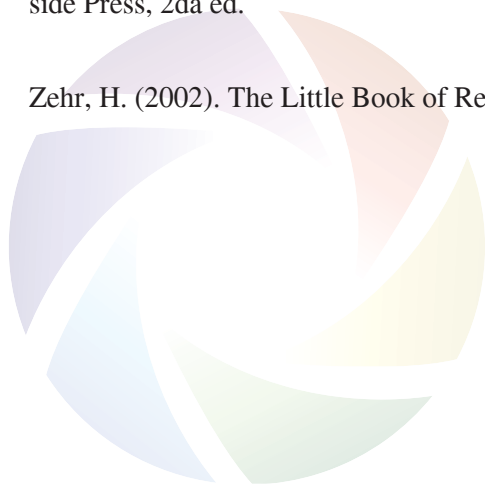 side Press, 2da ed.
Zehr, H. (2002). The Little Book of Re